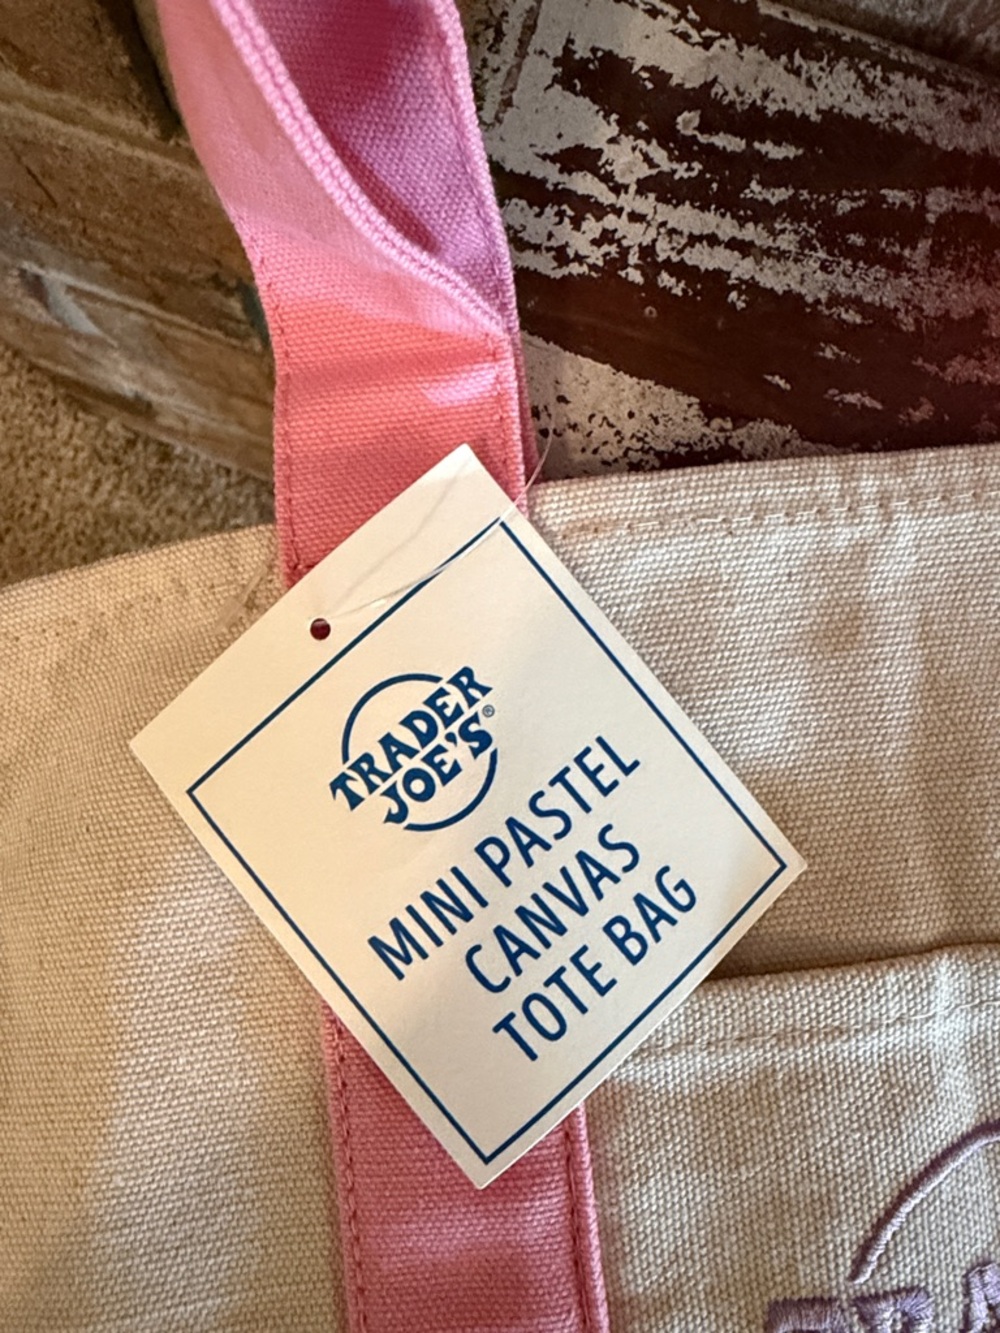 TRADER
JOE'S®
MINI PASTEL
CANVAS
TOTE BAG